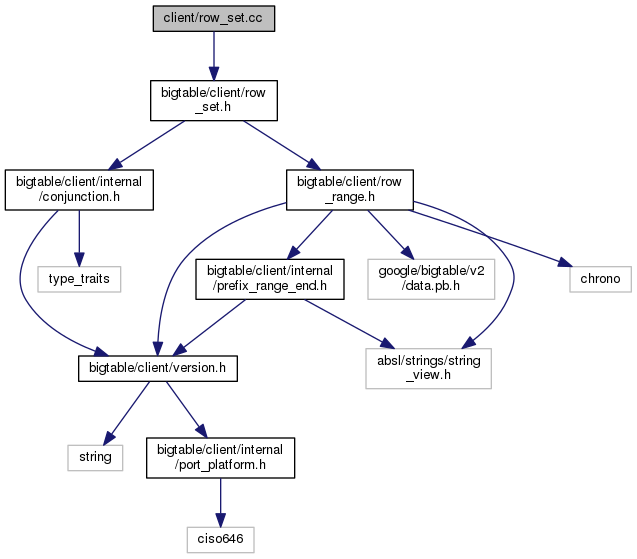 client/row_set.cc
bigtable/client/row
_set.h
bigtable/client/internal
/conjunction.h
bigtable/client/row
_range.h
type_traits
bigtable/client/internal
/prefix_range_end.h
google/bigtable/v2
/data.pb.h
chrono
bigtable/client/version.h
absl/strings/string
_view.h
string
bigtable/client/internal
/port_platform.h
ciso646